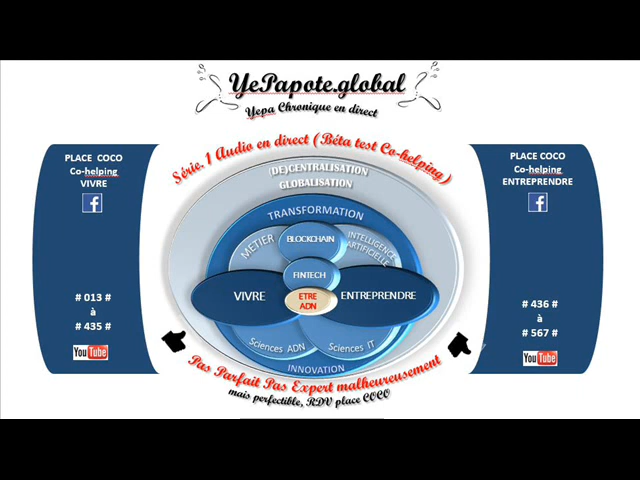 YePapote.global
Yepa Chronique en direct
Série, 1 Audio en direct (Béta test Co-helping)
PLACE COCO
Co-helping
VIVRE
# 013 #
à
# 435 #
YouTube
(DE)CENTRALISATION
GLOBALISATION
TRANSFORMATION
METIER
BLOCKCHAIN
INTELLIGENCE
ARTIFICIELLE
FINTECH
VIVRE
ETRE
ADN
ENTREPRENDRE
Sciences ADN
Sciences IT
INNOVATION
Pas Parfait Pas Expert malheureusement
mais perfectible, RDV place COCO
PLACE COCO
Co-helping
ENTREPRENDRE
# 436 #
à
# 567 #
YouTube